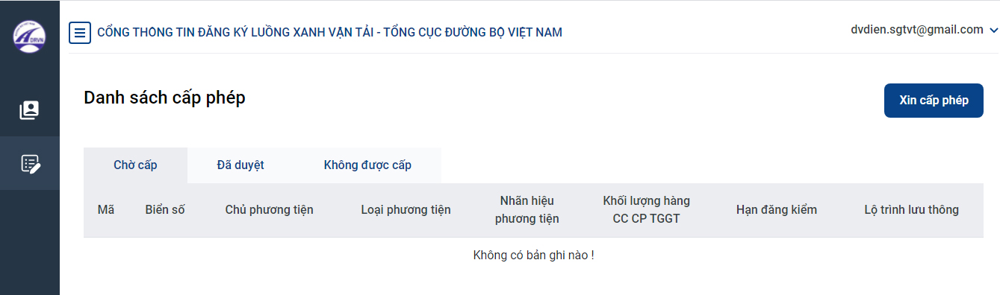 CỔNG THÔNG TIN ĐĂNG KÝ LUỒNG XANH VẬN TẢI - TỔNG CỤC ĐƯỜNG BỘ VIỆT NAM
dvdien.sgtvt@gmail.com
Danh sách cấp phép
Xin cấp phép
Chờ cấp
Đã duyệt
Không được cấp
Mã
Biển số
Chủ phương tiện
Loại phương tiện
Nhãn hiệu
phương tiện
Khối lượng hàng
CC CP TGGT
Hạn đăng kiểm
Lộ trình lưu thông
Không có bản ghi nào !